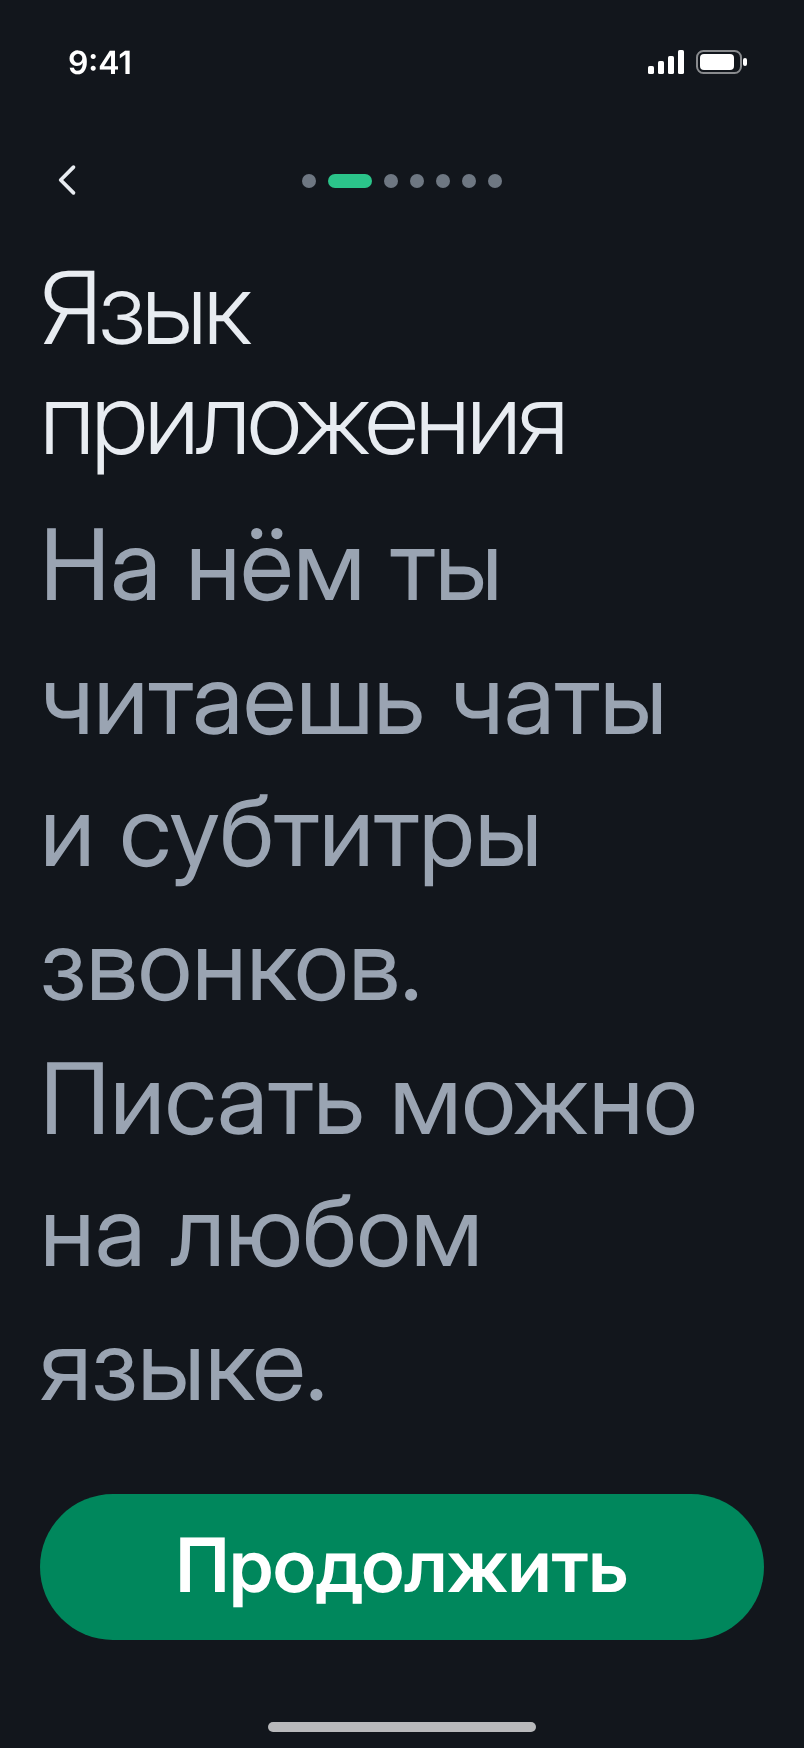 9:41
Язык
приложения
На нём ты
читаешь чаты
и субтитры
звонков.
Писать можно
на любом
языке.
Продолжить